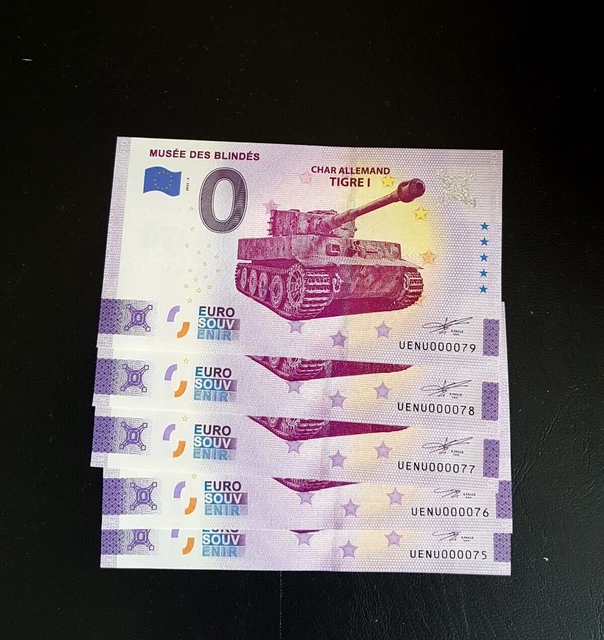 MUSÉE DES BLINDÉS
CHAR ALLEMAND
TIGRE I
0
EURO
SOUV
ENIR
UENU000079
EURO
SOUV
ENIR
UENU000078
EURO
SOUV
ENIR
UENU000077
EURO
SOUV
ENIR
UENU000076
EURO
SOUV
ENIR
UENU000075